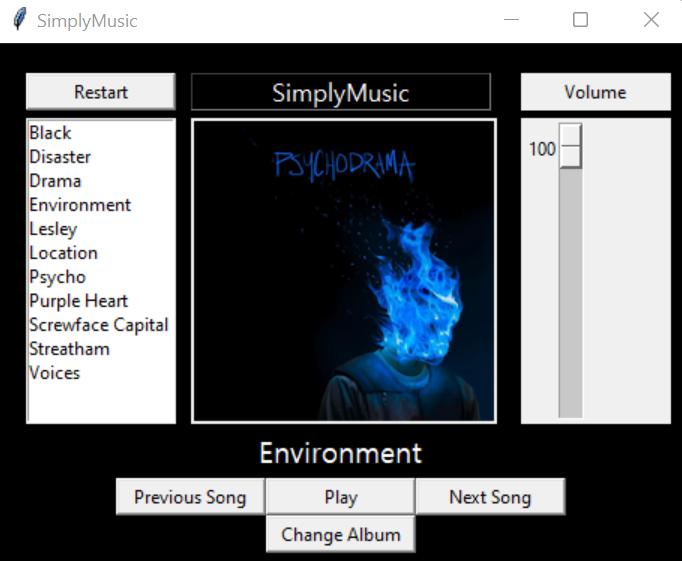 SimplyMusic
Restart
SimplyMusic
Volume
Black
Disaster
Drama
Environment
Lesley
Location
Psycho
Purple Heart
Screwface Capital
Streatham
Voices
PSYCHODRAMA
100
Environment
Previous Song
Play
Next Song
Change Album